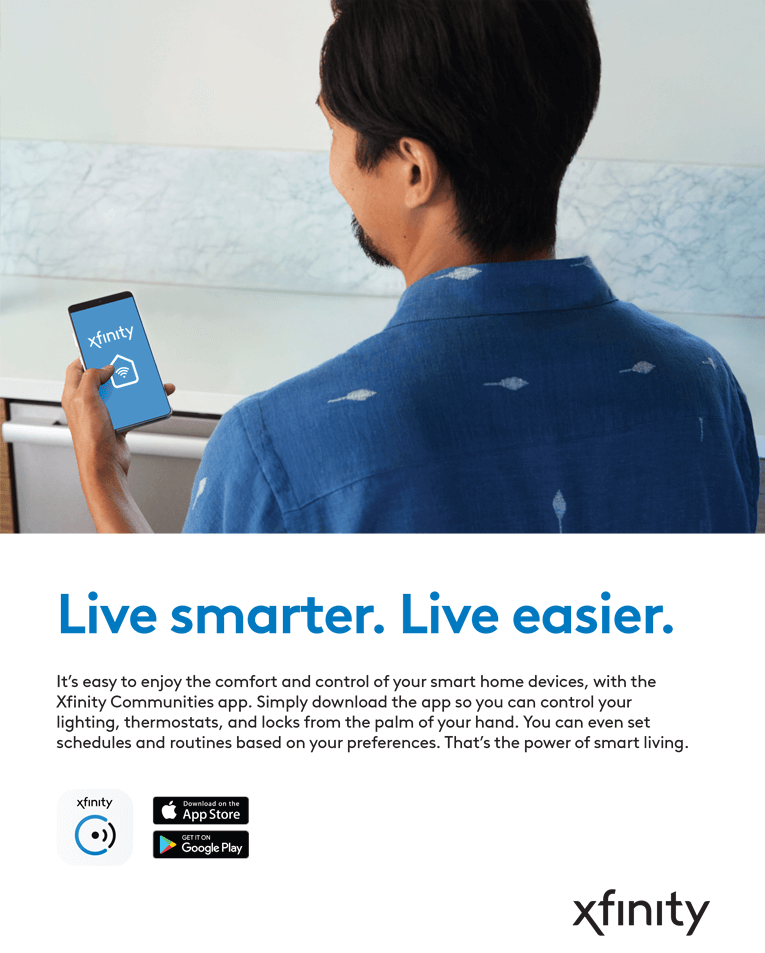 xfinity
Live smarter. Live easier.
It’s easy to enjoy the comfort and control of your smart home devices, with the
Xfinity Communities app. Simply download the app so you can control your
lighting, thermostats, and locks from the palm of your hand. You can even set
schedules and routines based on your preferences. That’s the power of smart living.
xfinity
Download on the
App Store
GET IT ON
Google Play
xfinity